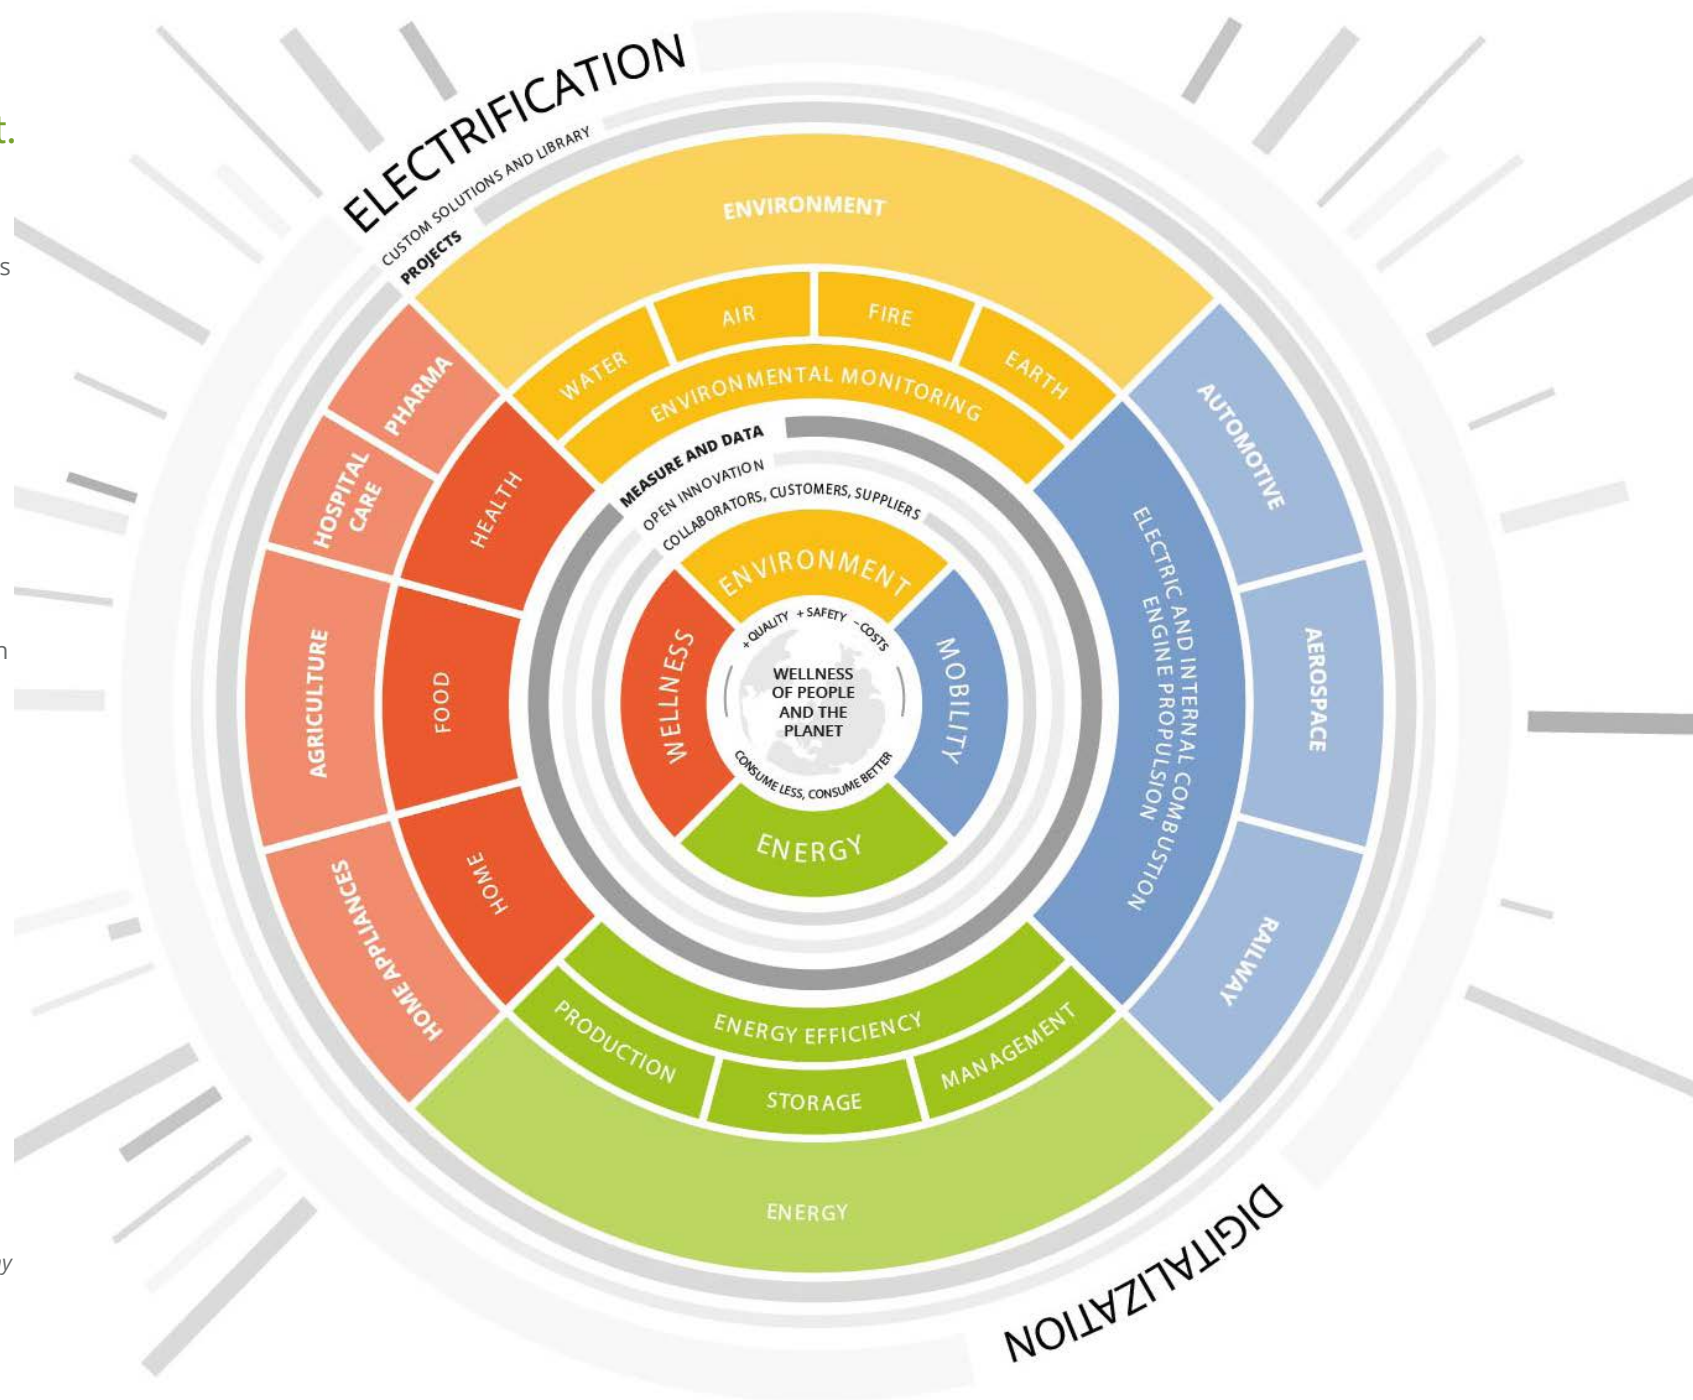 t.
s
n
y
ELECTRIFICATION
CUSTOM SOLUTIONS AND LIBRARY
PROJECTS
ENVIRONMENT
WATER
AIR
FIRE
EARTH
ENVIRONMENTAL MONITORING
MEASURE AND DATA
OPEN INNOVATION
COLLABORATORS, CUSTOMERS, SUPPLIERS
ENVIRONMENT
MOBILITY
ENERGY
WELLNESS
+ QUALITY + SAFETY – COSTS
WELLNESS
OF PEOPLE
AND THE
PLANET
CONSUME LESS, CONSUME BETTER
PHARMA
HOSPITAL
CARE
AGRICULTURE
HOME APPLIANCES
HEALTH
FOOD
HOME
AUTOMOTIVE
AEROSPACE
RAILWAY
ELECTRIC AND INTERNAL COMBUSTION
ENGINE PROPULSION
ENERGY EFFICIENCY
PRODUCTION
STORAGE
MANAGEMENT
ENERGY
DIGITALIZATION